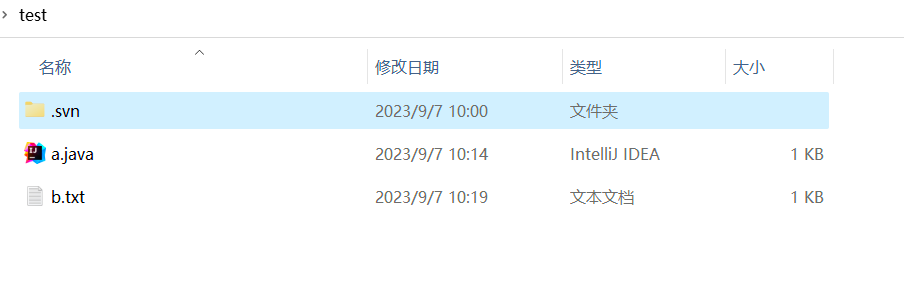 test
名称 修改日期 类型 大小
.svn 2023/9/7 10:00 文件夹
a.java 2023/9/7 10:14 IntelliJ IDEA 1 KB
b.txt 2023/9/7 10:19 文本文档 1 KB